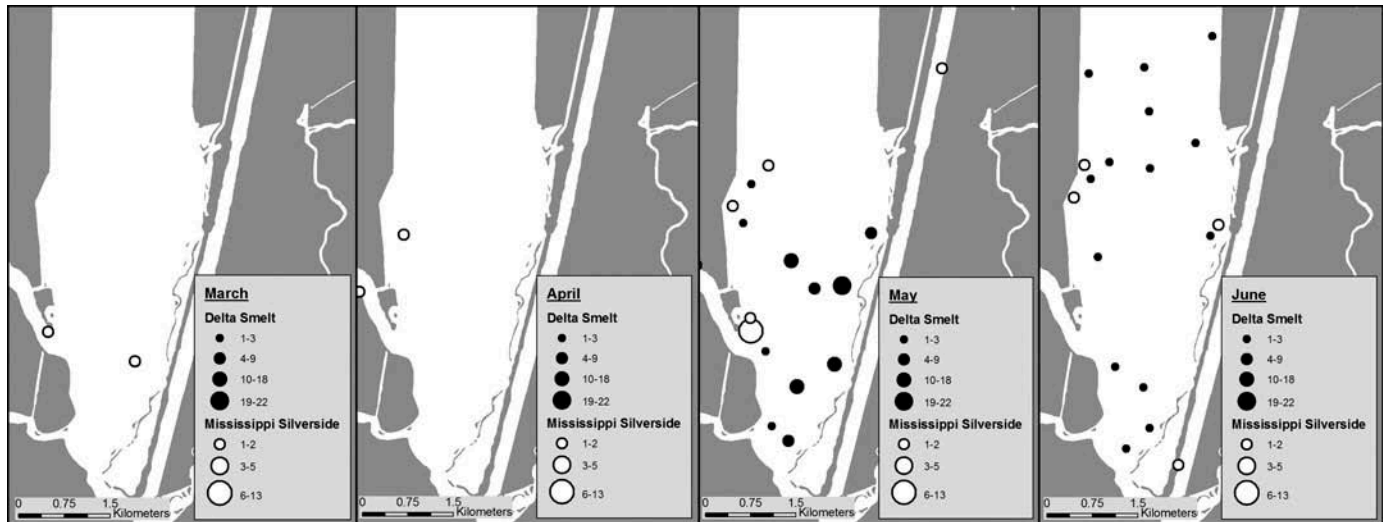 March
Delta Smelt
1-3
4-9
10-18
19-22
Mississippi Silverside
1-2
3-5
6-13
0 0.75 1.5
Kilometers
April
Delta Smelt
1-3
4-9
10-18
19-22
Mississippi Silverside
1-2
3-5
6-13
0 0.75 1.5
Kilometers
May
Delta Smelt
1-3
4-9
10-18
19-22
Mississippi Silverside
1-2
3-5
6-13
0 0.75 1.5
Kilometers
June
Delta Smelt
1-3
4-9
10-18
19-22
Mississippi Silverside
1-2
3-5
6-13
0 0.75 1.5
Kilometers